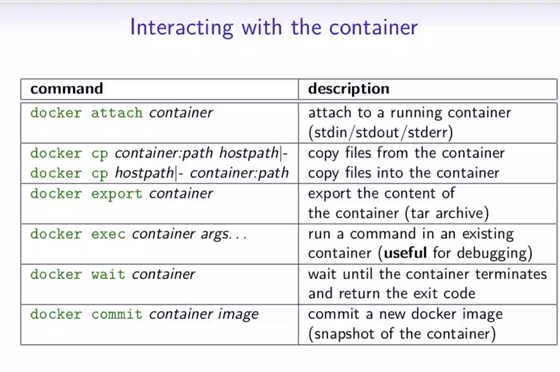 Interacting with the container
command description
docker attach container attach to a running container
(stdin/stdout/stderr)
docker cp container:path hostpath|- copy files from the container
docker cp hostpath|- container:path copy files into the container
docker export container export the content of
the container (tar archive)
docker exec container args... run a command in an existing
container (useful for debugging)
docker wait container wait until the container terminates
and return the exit code
docker commit container image commit a new docker image
(snapshot of the container)